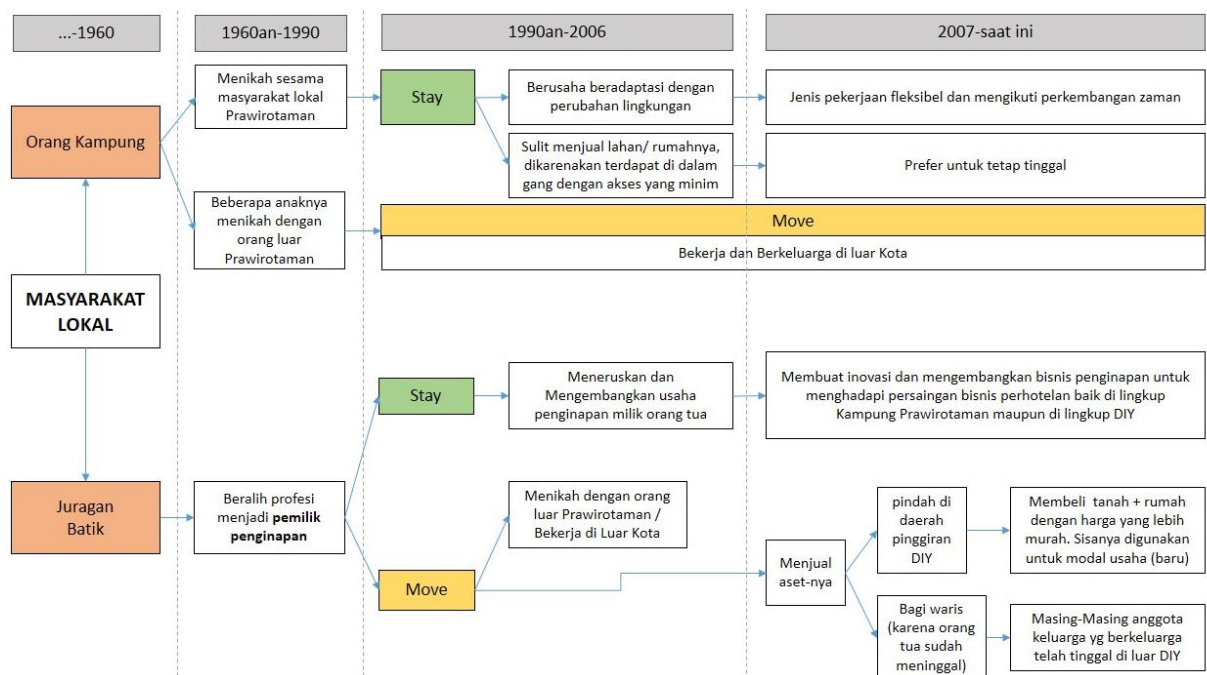 ...-1960
1960an-1990
1990an-2006
2007-saat ini
Orang Kampung
Menikah sesama
masyarakat lokal
Prawirotaman
Stay
Berusaha beradaptasi dengan
perubahan lingkungan
Jenis pekerjaan fleksibel dan mengikuti perkembangan zaman
Sulit menjual lahan/ rumahnya,
dikarenakan terdapat di dalam
gang dengan akses yang minim
Prefer untuk tetap tinggal
Beberapa anaknya
menikah dengan
orang luar
Prawirotaman
Move
Bekerja dan Berkeluarga di luar Kota
MASYARAKAT
LOKAL
Stay
Meneruskan dan
Mengembangkan usaha
penginapan milik orang tua
Membuat inovasi dan mengembangkan bisnis penginapan untuk
menghadapi persaingan bisnis perhotelan baik di lingkup
Kampung Prawirotaman maupun di lingkup DIY
Juragan
Batik
Beralih profesi
menjadi pemilik
penginapan
Menikah dengan orang
luar Prawirotaman /
Bekerja di Luar Kota
Move
Menjual
aset-nya
pindah di
daerah
pinggiran
DIY
Membeli tanah + rumah
dengan harga yang lebih
murah. Sisanya digunakan
untuk modal usaha (baru)
Bagi waris
(karena orang
tua sudah
meninggal)
Masing-Masing anggota
keluarga yg berkeluarga
telah tinggal di luar DIY